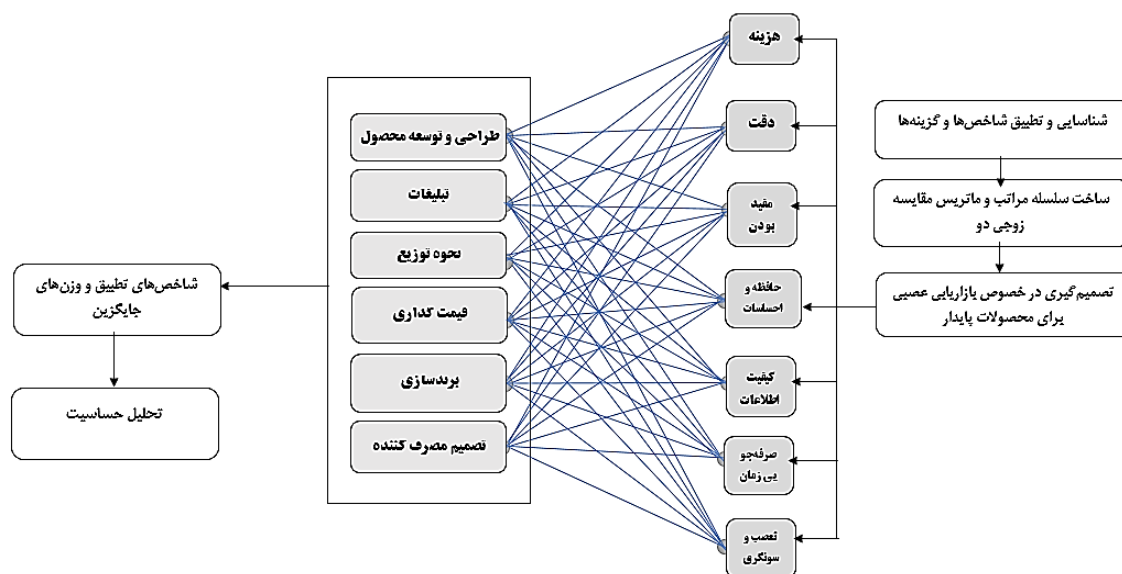 شناسایی و تطبیق شاخص‌ها و گزینه‌ها
ساخت سلسله مراتب و ماتریس مقایسه
زوجی دو
تصمیم‌گیری در خصوص بازاریابی عصبی
برای محصولات پایدار
هزینه
دقت
مفید
بودن
حافظه و
احساسات
کیفیت
اطلاعات
صرفه‌جو
یی زمان
تعصب و
سونگری
طراحی و توسعه محصول
تبلیغات
نحوه توزیع
قیمت گذاری
برندسازی
تصمیم مصرف کننده
شاخص‌های تطبیق و وزن‌های
جایگزین
تحلیل حساسیت